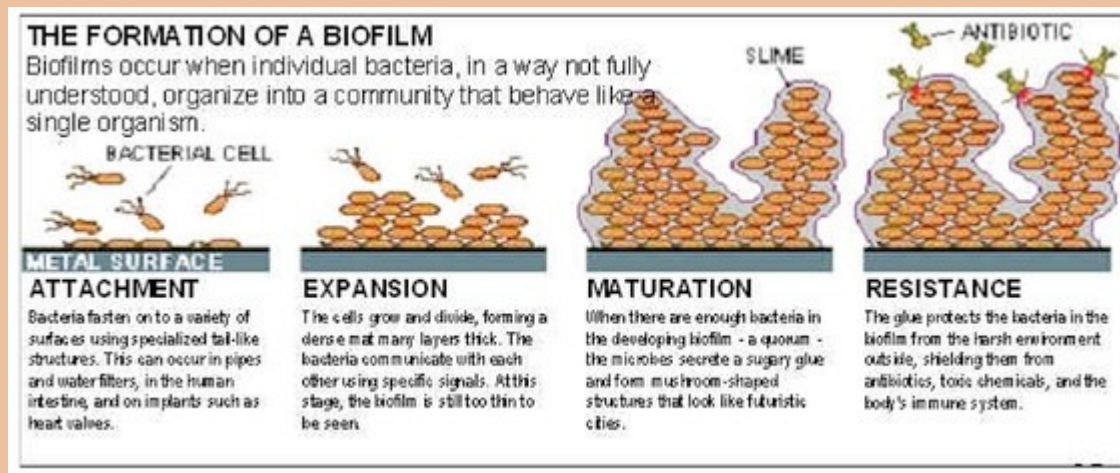 THE FORMATION OF A BIOFILM
Biofilms occur when individual bacteria, in a way not fully
understood, organize into a community that behave like a
single organism.
BACTERIAL CELL
SLIME
ANTIBIOTIC
METAL SURFACE
ATTACHMENT
Bacteria fasten on to a variety of
surfaces using specialized tail-like
structures. This can occur in pipes
and water filters, in the human
intestine, and on implants such as
heart valves.
EXPANSION
The cells grow and divide, forming a
dense mat many layers thick. The
bacteria communicate with each
other using specific signals. At this
stage, the biofilm is still too thin to
be seen.
MATURATION
When there are enough bacteria in
the developing biofilm - a quorum -
the microbes secrete a sugary glue
and form mushroom-shaped
structures that look like futuristic
cities.
RESISTANCE
The glue protects the bacteria in the
biofilm from the harsh environment
outside, shielding them from
antibiotics, toxic chemicals, and the
body's immune system.